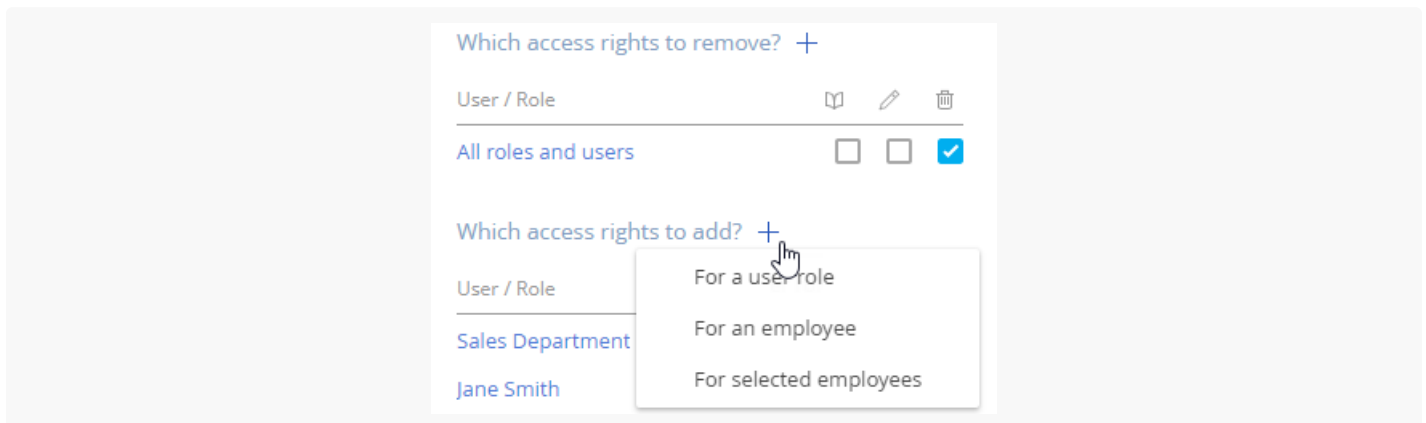 Which access rights to remove? +
User / Role
All roles and users
Which access rights to add? +
For a user role
User / Role
For an employee
Sales Department
For selected employees
Jane Smith